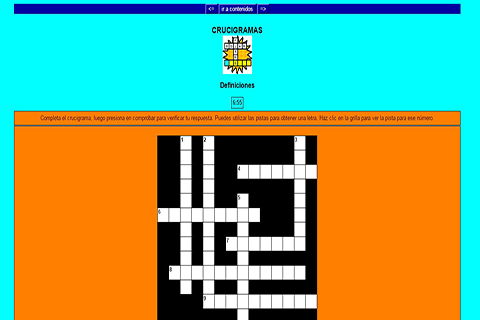 <= ir a contenidos =>
CRUCIGRAMAS
Definiciones
Completa el crucigrama, luego presiona en comprobar para verificar tu respuesta. Puedes utilizar las pistas para obtener una letra. Haz clic en la grilla para ver la pista para ese número
1 2 3
4
5
6
7
8
9